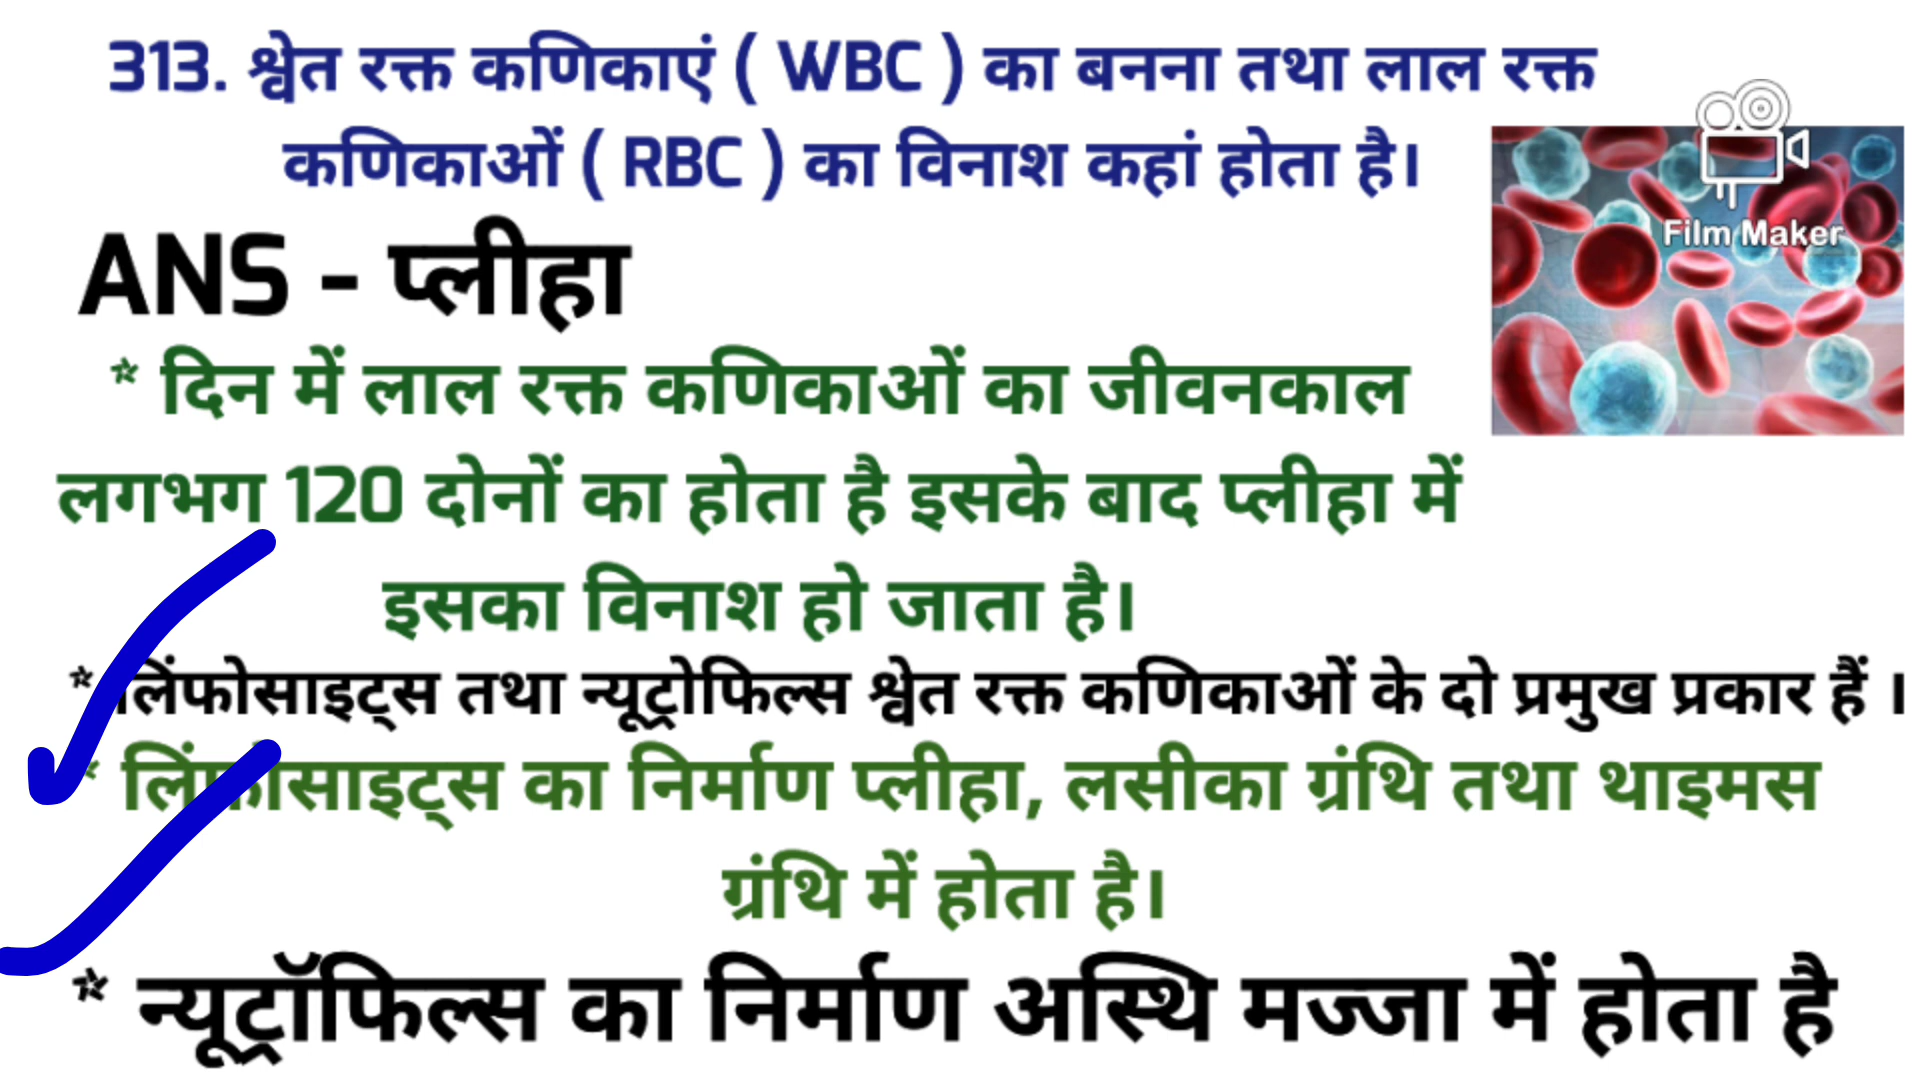 313. श्वेत रक्त कणिकाएं ( WBC ) का बनना तथा लाल रक्त
कणिकाओं ( RBC ) का विनाश कहां होता है।
Film Maker
ANS - प्लीहा
* दिन में लाल रक्त कणिकाओं का जीवनकाल
लगभग 120 दोनों का होता है इसके बाद प्लीहा में
इसका विनाश हो जाता है।
* लिंफोसाइट्स तथा न्यूट्रोफिल्स श्वेत रक्त कणिकाओं के दो प्रमुख प्रकार हैं ।
* लिंफोसाइट्स का निर्माण प्लीहा, लसीका ग्रंथि तथा थाइमस
ग्रंथि में होता है।
* न्यूट्रॉफिल्स का निर्माण अस्थि मज्जा में होता है